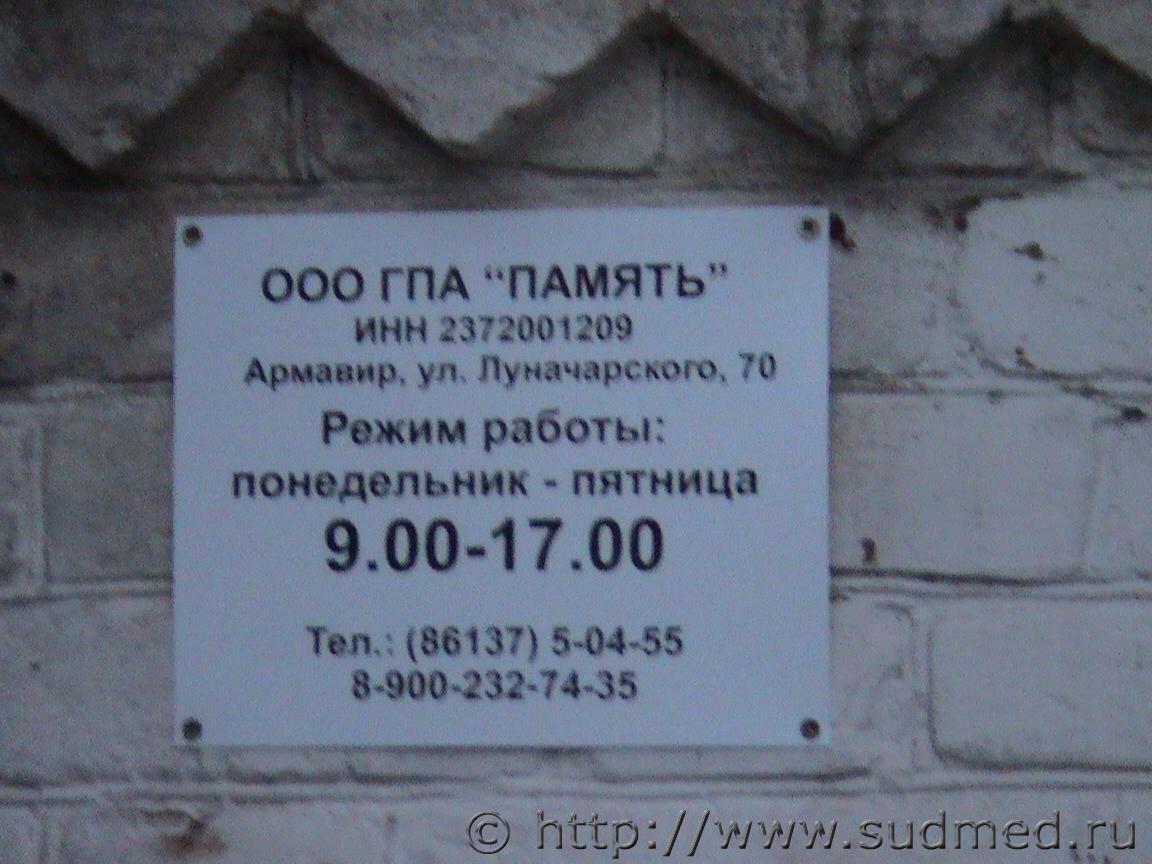 ООО ГПА “ПАМЯТЬ”
ИНН 2372001209
Армавир, ул. Луначарского, 70
Режим работы:
понедельник - пятница
9.00-17.00
Тел.: (86137) 5-04-55
8-900-232-74-35
© http://www.sudmed.ru